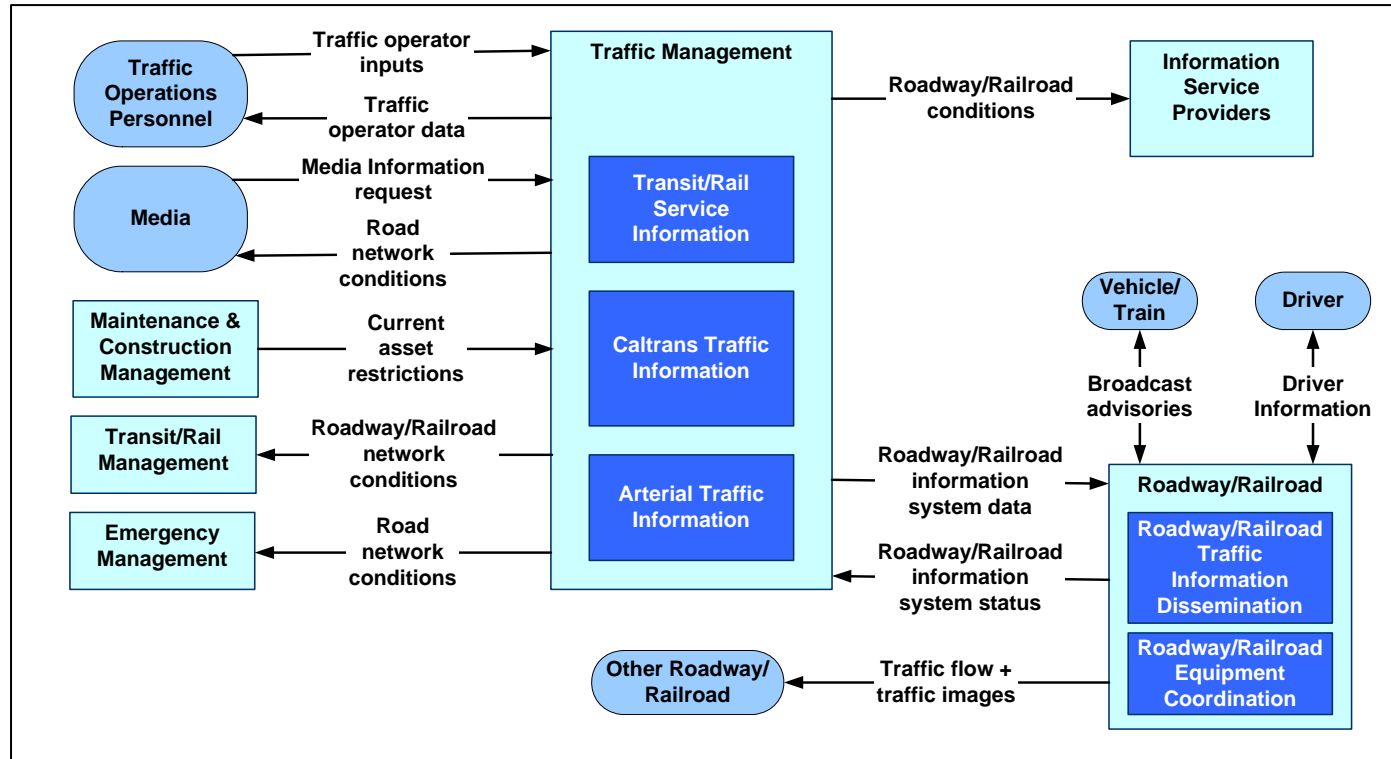 Traffic
Operations
Personnel
Traffic operator
inputs
Traffic
operator data
Media
Media Information
request
Road
network
conditions
Maintenance &
Construction
Management
Current
asset
restrictions
Transit/Rail
Management
Roadway/Railroad
network
conditions
Emergency
Management
Road
network
conditions
Traffic Management
Transit/Rail
Service
Information
Caltrans Traffic
Information
Arterial Traffic
Information
Roadway/Railroad
conditions
Information
Service
Providers
Vehicle/
Train
Driver
Broadcast
advisories
Driver
Information
Roadway/Railroad
information
system data
Roadway/Railroad
information
system status
Roadway/Railroad
Roadway/Railroad
Traffic
Information
Dissemination
Roadway/Railroad
Equipment
Coordination
Traffic flow +
traffic images
Other Roadway/
Railroad